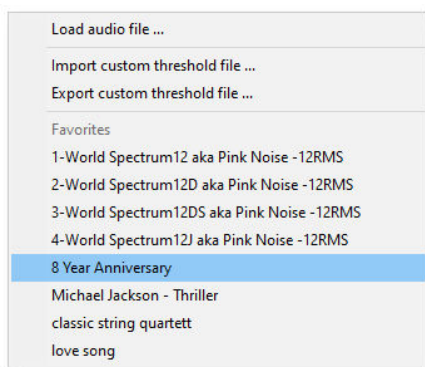 Load audio file ...
Import custom threshold file ...
Export custom threshold file ...
Favorites
1-World Spectrum12 aka Pink Noise -12RMS
2-World Spectrum12D aka Pink Noise -12RMS
3-World Spectrum12DS aka Pink Noise -12RMS
4-World Spectrum12J aka Pink Noise -12RMS
8 Year Anniversary
Michael Jackson - Thriller
classic string quartett
love song